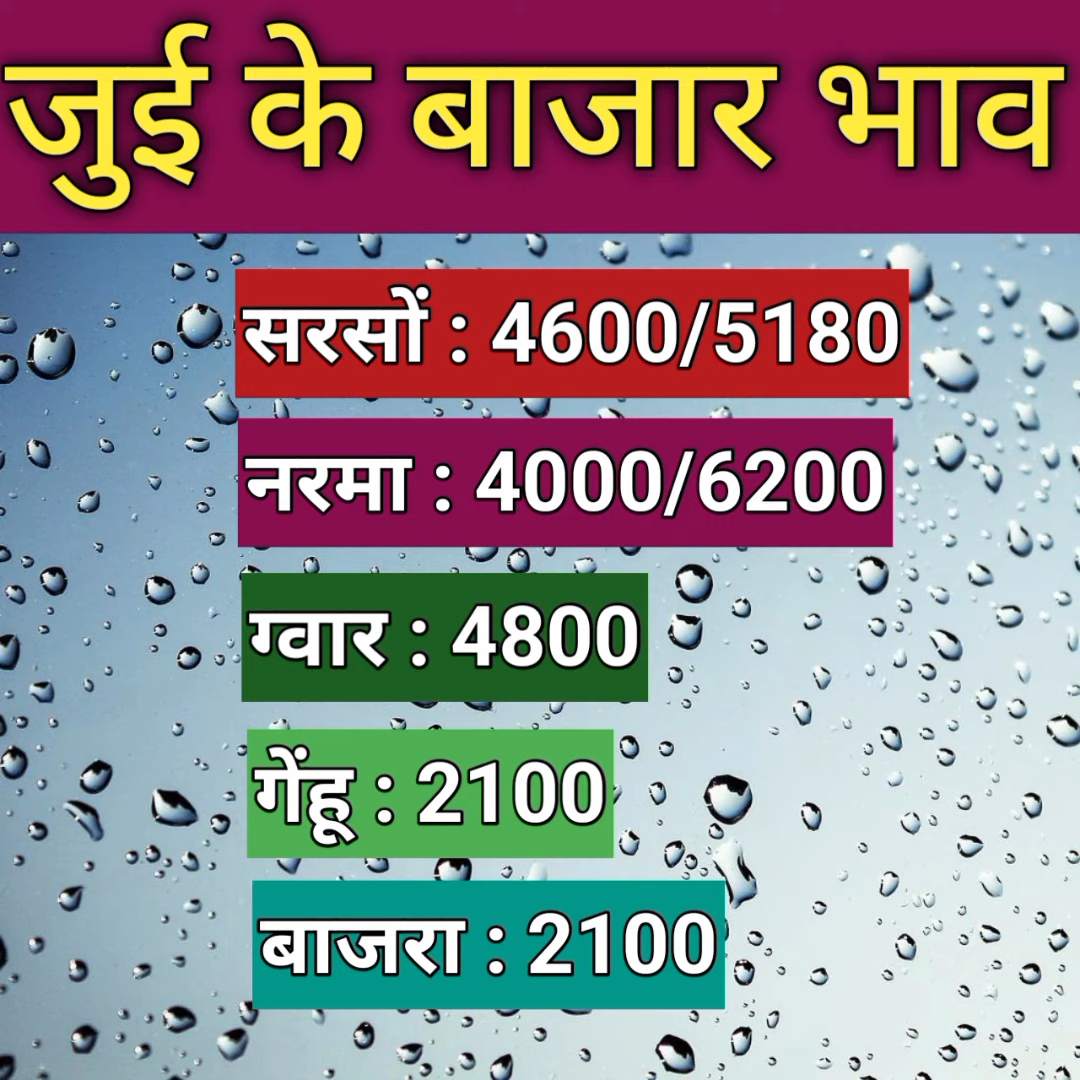 जुई के बाजार भाव
सरसों : 4600/5180
नरमा : 4000/6200
ग्वार : 4800
गेंहू : 2100
बाजरा : 2100